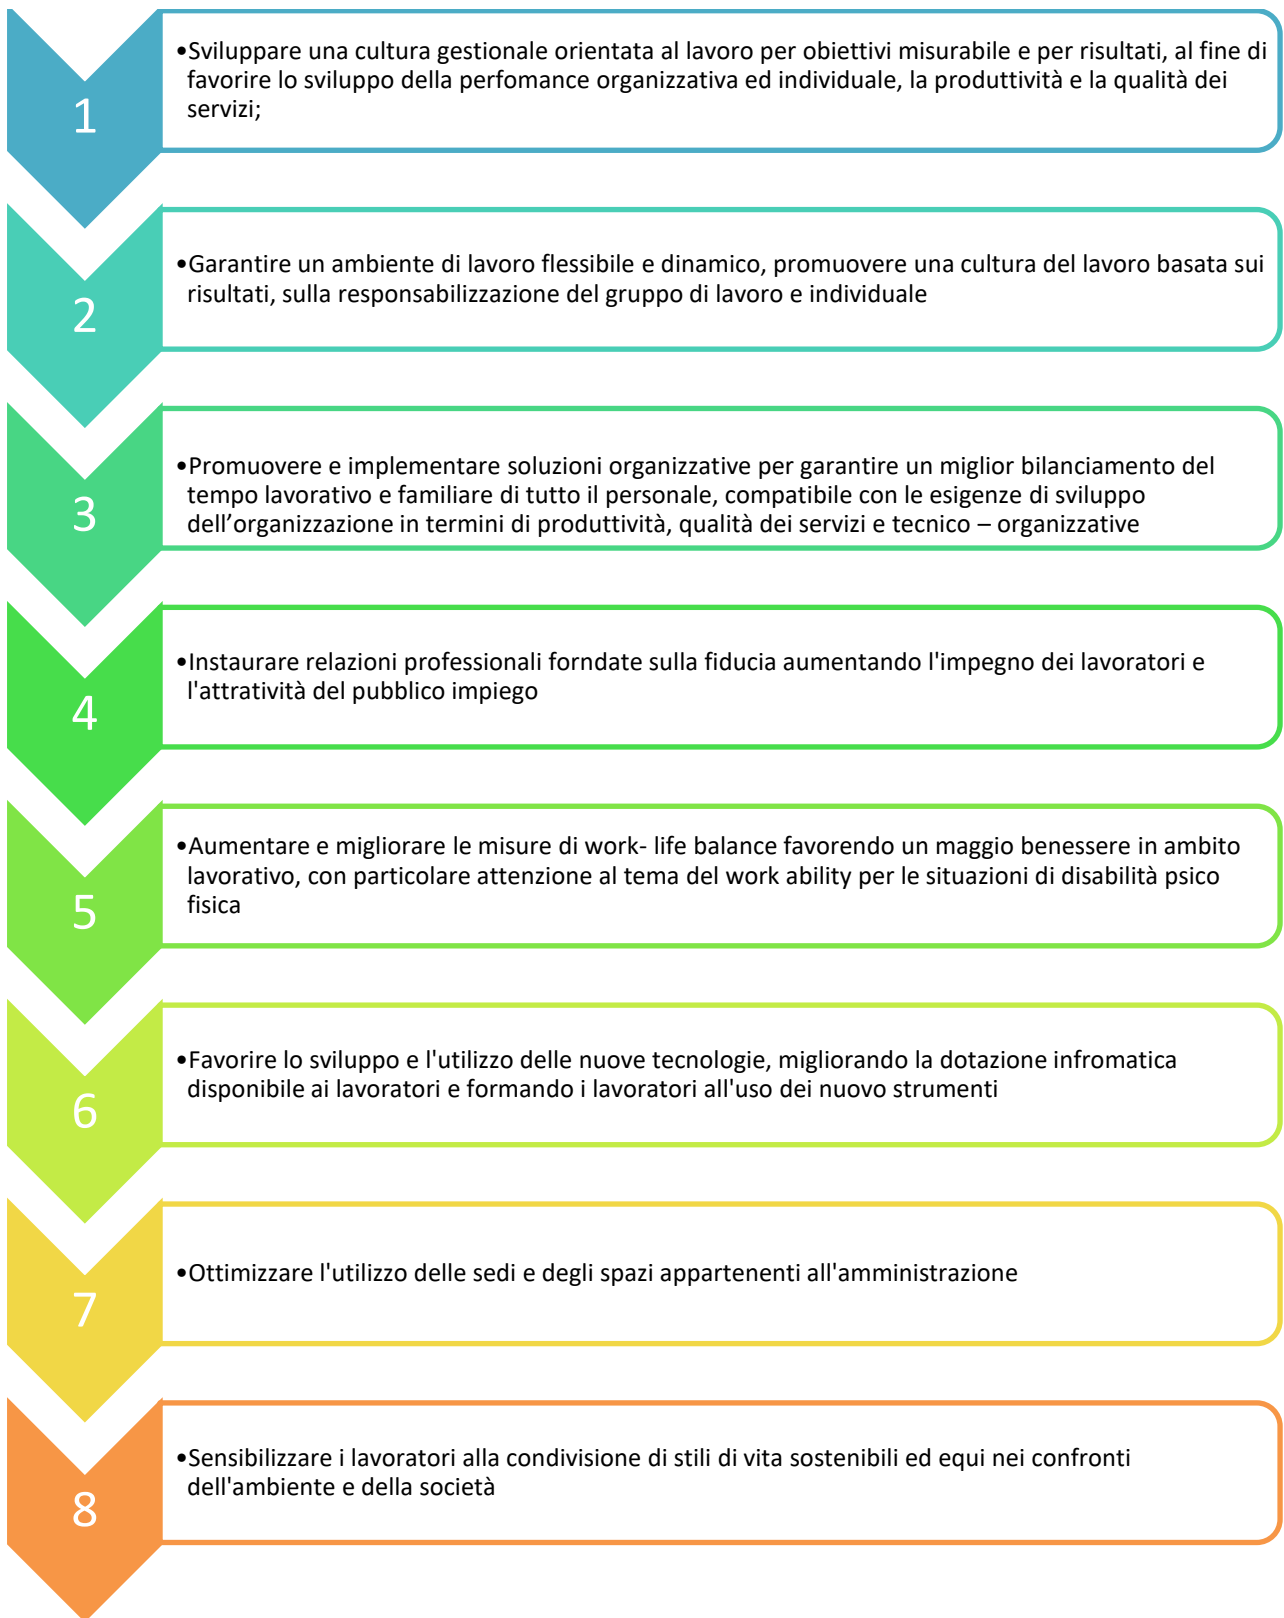 1
•Sviluppare una cultura gestionale orientata al lavoro per obiettivi misurabile e per risultati, al fine di
favorire lo sviluppo della perfomance organizzativa ed individuale, la produttività e la qualità dei
servizi;
2
•Garantire un ambiente di lavoro flessibile e dinamico, promuovere una cultura del lavoro basata sui
risultati, sulla responsabilizzazione del gruppo di lavoro e individuale
3
•Promuovere e implementare soluzioni organizzative per garantire un miglior bilanciamento del
tempo lavorativo e familiare di tutto il personale, compatibile con le esigenze di sviluppo
dell’organizzazione in termini di produttività, qualità dei servizi e tecnico – organizzative
4
•Instaurare relazioni professionali forndate sulla fiducia aumentando l'impegno dei lavoratori e
l'attratività del pubblico impiego
5
•Aumentare e migliorare le misure di work- life balance favorendo un maggio benessere in ambito
lavorativo, con particolare attenzione al tema del work ability per le situazioni di disabilità psico
fisica
6
•Favorire lo sviluppo e l'utilizzo delle nuove tecnologie, migliorando la dotazione infromatica
disponibile ai lavoratori e formando i lavoratori all'uso dei nuovo strumenti
7
•Ottimizzare l'utilizzo delle sedi e degli spazi appartenenti all'amministrazione
8
•Sensibilizzare i lavoratori alla condivisione di stili di vita sostenibili ed equi nei confronti
dell'ambiente e della società